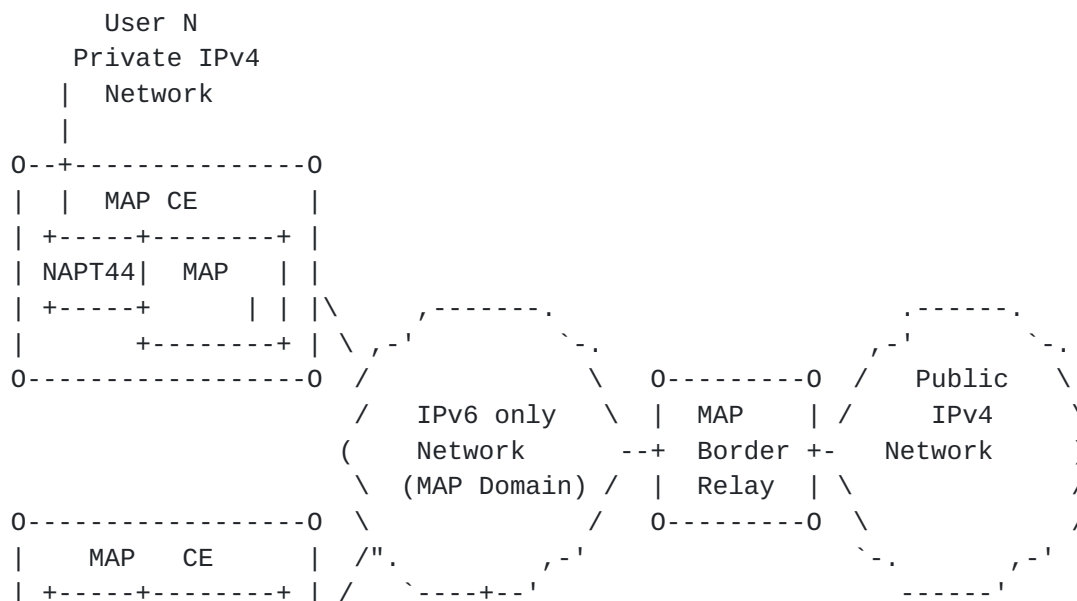 User N
Private IPv4
| Network
|
O--+---------------O
| | MAP CE |
| +-----+--------+ |
| NAPT44| MAP | |
| +-----+ | | |\ ,-------. .------.
| +--------+ | \ ,-' `-. ,-' `-.
O------------------O / \ O---------O / Public \
/ IPv6 only \ | MAP | / IPv4 \
( Network --+ Border +- Network )
\ (MAP Domain) / | Relay | \ /
O------------------O \ / O---------O \ /
| MAP CE | /". ,-' `-. ,-'
| +-----+--------+ | / `----+--' ------'